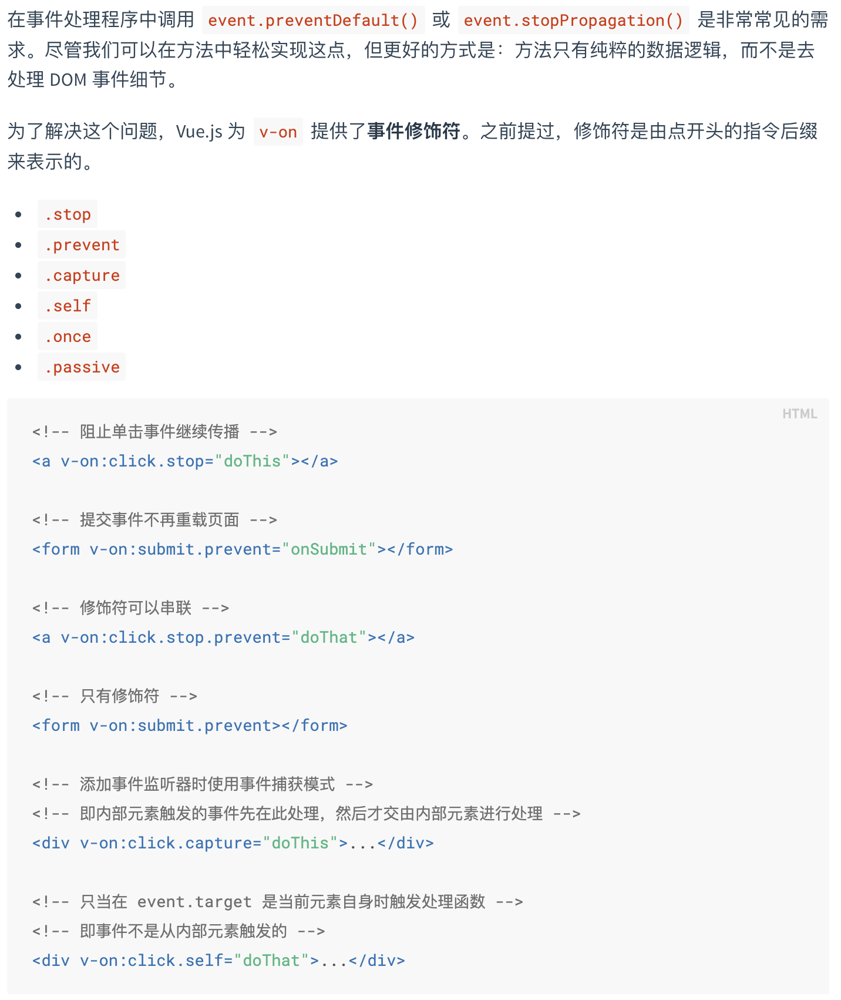 在事件处理程序中调用 event.preventDefault() 或 event.stopPropagation() 是非常常见的需
求。尽管我们可以在方法中轻松实现这点，但更好的方式是：方法只有纯粹的数据逻辑，而不是去
处理 DOM 事件细节。
为了解决这个问题，Vue.js 为 v-on 提供了事件修饰符。之前提过，修饰符是由点开头的指令后缀
来表示的。
• .stop
• .prevent
• .capture
• .self
• .once
• .passive
HTML
<!-- 阻止单击事件继续传播 -->
<a v-on:click.stop="doThis"></a>
<!-- 提交事件不再重载页面 -->
<form v-on:submit.prevent="onSubmit"></form>
<!-- 修饰符可以串联 -->
<a v-on:click.stop.prevent="doThat"></a>
<!-- 只有修饰符 -->
<form v-on:submit.prevent></form>
<!-- 添加事件监听器时使用事件捕获模式 -->
<!-- 即内部元素触发的事件先在此处理，然后才交由内部元素进行处理 -->
<div v-on:click.capture="doThis">...</div>
<!-- 只当在 event.target 是当前元素自身时触发处理函数 -->
<!-- 即事件不是从内部元素触发的 -->
<div v-on:click.self="doThat">...</div>